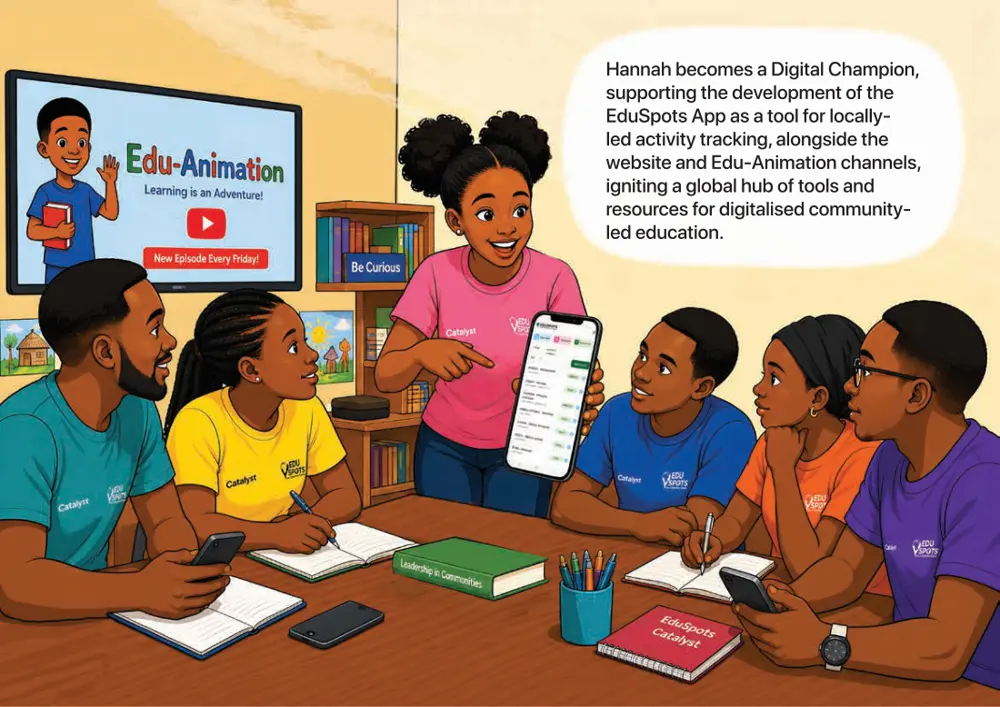 Hannah becomes a Digital Champion,
supporting the development of the
EduSpots App as a tool for locally-
led activity tracking, alongside the
website and Edu-Animation channels,
igniting a global hub of tools and
resources for digitalised community-
led education.
Edu-Animation
Learning is an Adventure!
New Episode Every Friday!
Be Curious
Catalyst
EDU
SPOTS
Catalyst
EDU
SPOTS
Catalyst
EDU
SPOTS
Catalyst
EDU
SPOTS
EDU
SPOTS
Catalyst
EDU
SPOTS
Leadership in
Communities
EduSpots
Catalyst